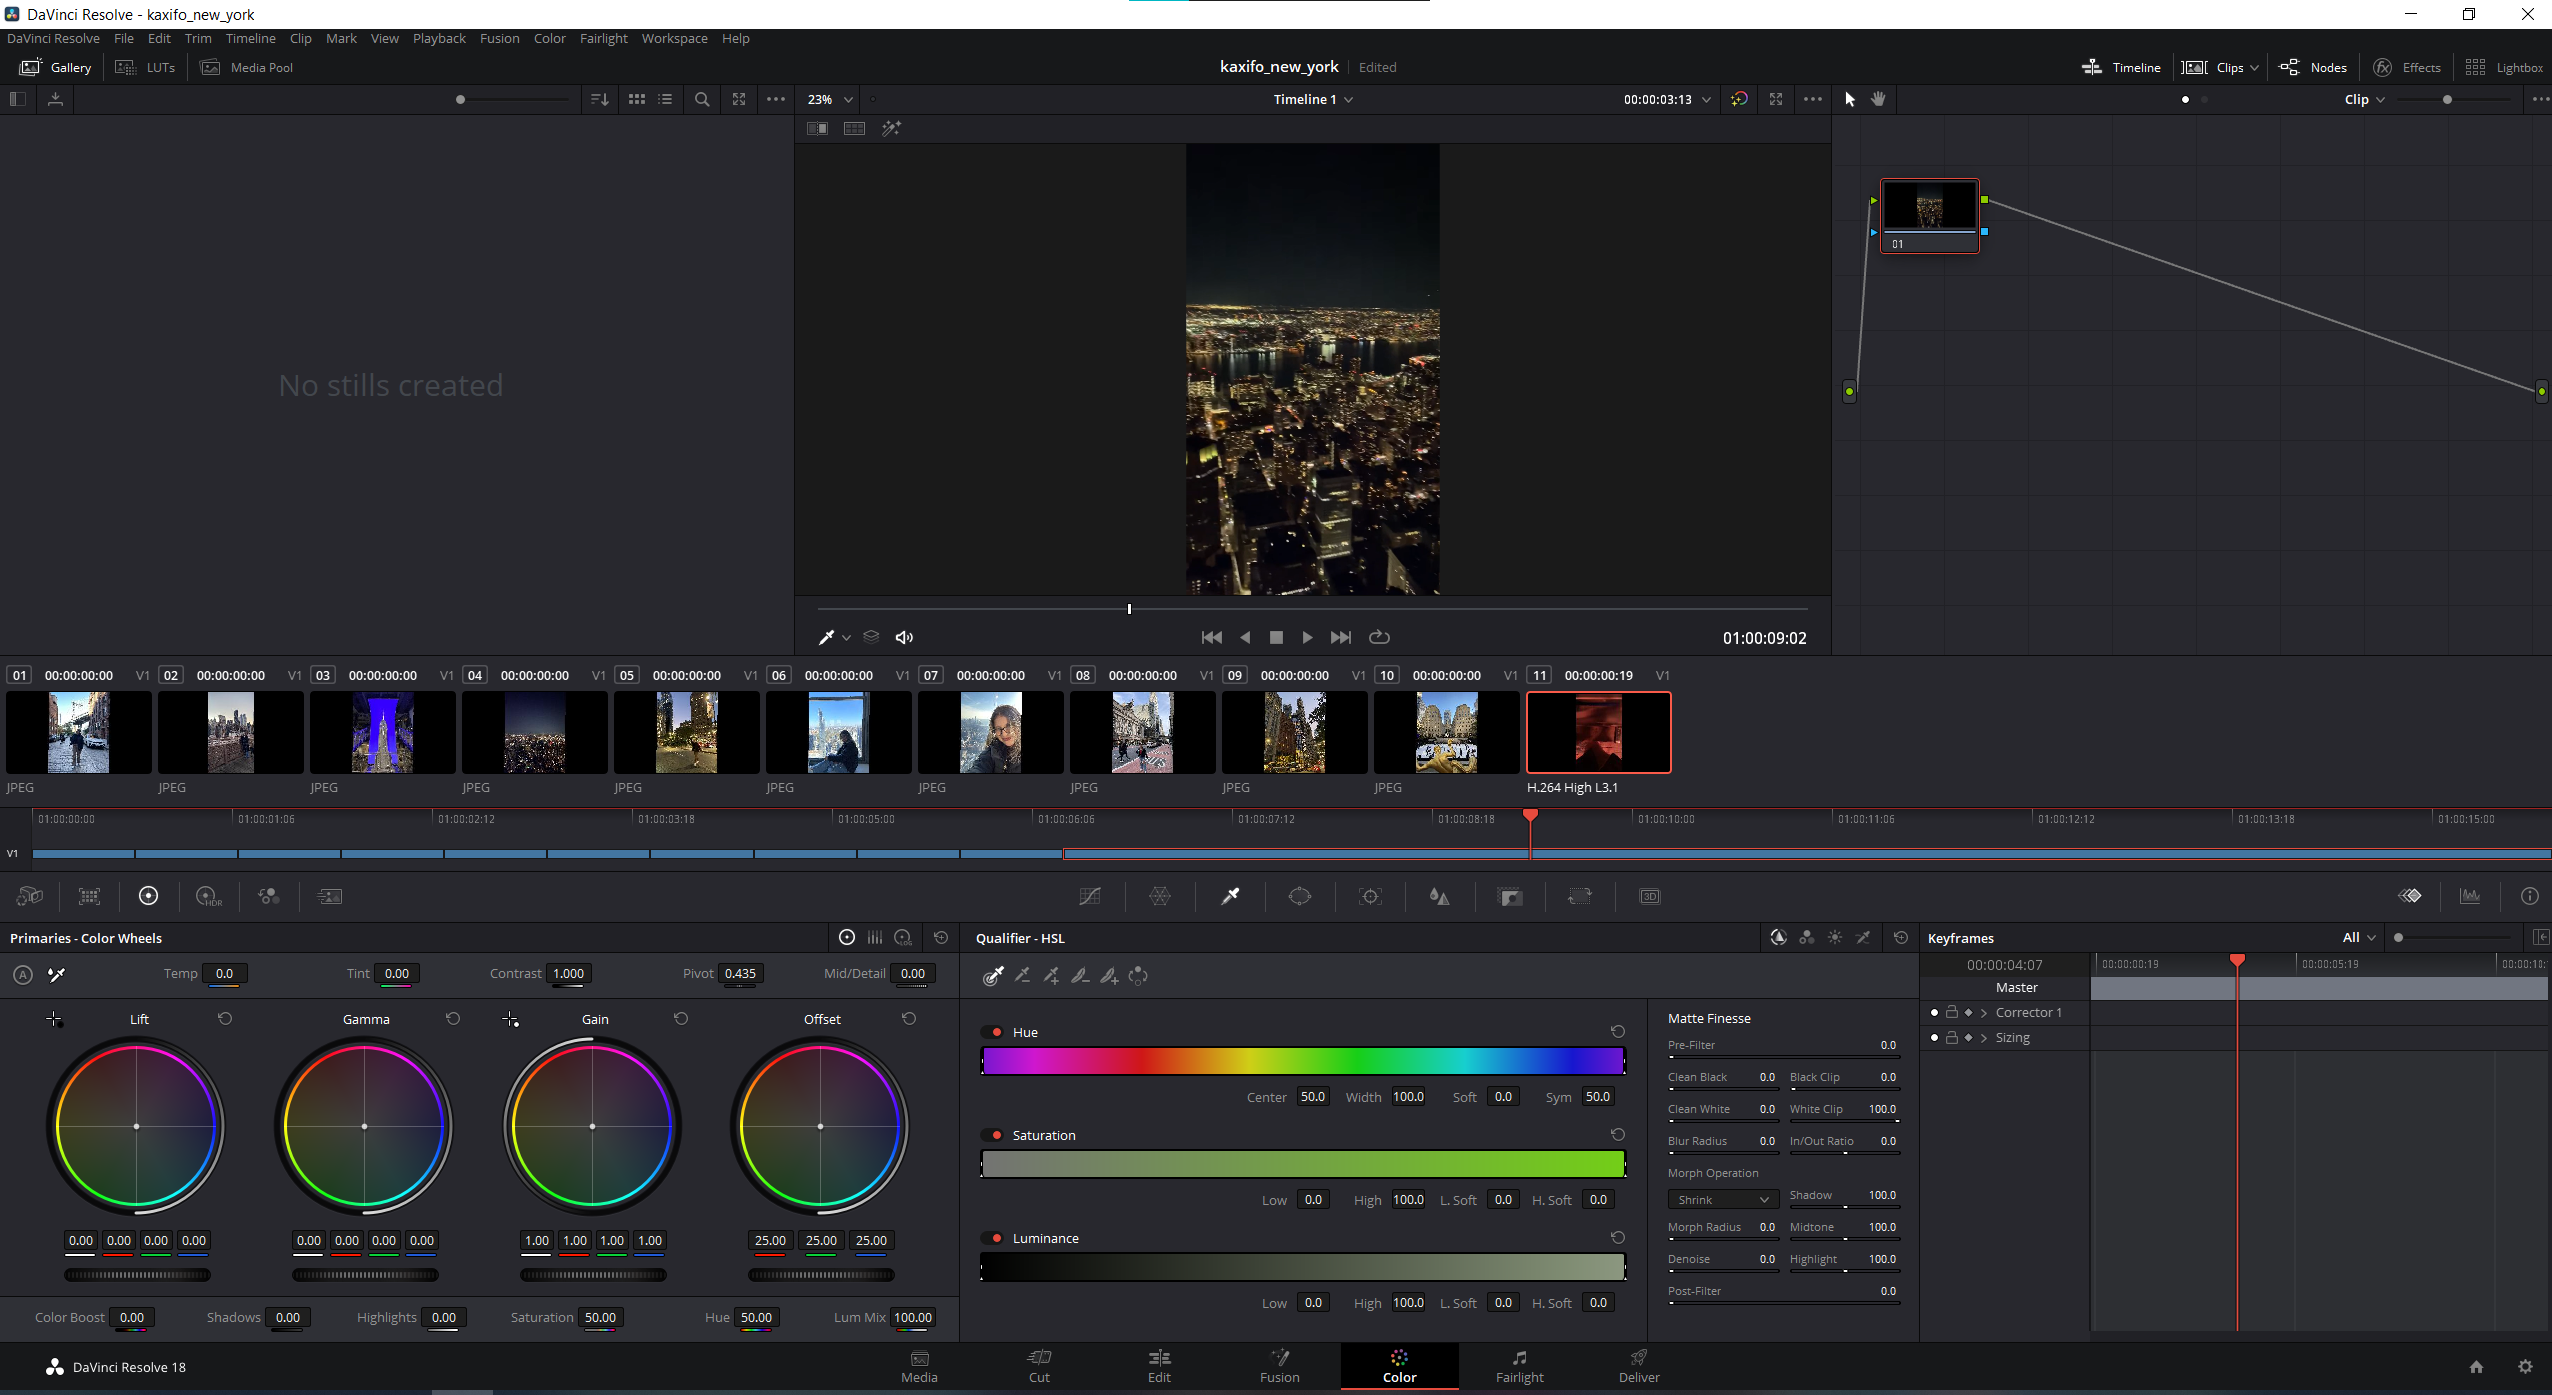 DaVinci Resolve - kaxifo_new_york
DaVinci Resolve File Edit Trim Timeline Clip Mark View Playback Fusion Color Fairlight Workspace Help
Gallery LUTs Media Pool kaxifo_new_york Edited Timeline Clips Nodes Effects Lightbox
23% Timeline 1 00:00:03:13 Clip
No stills created
01
01:00:09:02
01 00:00:00:00 V1 02 00:00:00:00 V1 03 00:00:00:00 V1 04 00:00:00:00 V1 05 00:00:00:00 V1 06 00:00:00:00 V1 07 00:00:00:00 V1 08 00:00:00:00 V1 09 00:00:00:00 V1 10 00:00:00:00 V1 11 00:00:00:19 V1
JPEG JPEG JPEG JPEG JPEG JPEG JPEG JPEG JPEG JPEG H.264 High L3.1
01:00:00:00 01:00:01:06 01:00:02:12 01:00:03:18 01:00:05:00 01:00:06:06 01:00:07:12 01:00:08:18 01:00:10:00 01:00:11:06 01:00:12:12 01:00:13:18 01:00:15:00
V1
HDR 3D
Primaries - Color Wheels LOG Qualifier - HSL Keyframes All
A Temp 0.0 Tint 0.00 Contrast 1.000 Pivot 0.435 Mid/Detail 0.00
00:00:04:07 00:00:00:19 00:00:05:19 00:00:10:
Master
Corrector 1
Sizing
Lift Gamma Gain Offset
0.00 0.00 0.00 0.00 0.00 0.00 0.00 0.00 1.00 1.00 1.00 1.00 25.00 25.00 25.00
Color Boost 0.00 Shadows 0.00 Highlights 0.00 Saturation 50.00 Hue 50.00 Lum Mix 100.00
Hue
Center 50.0 Width 100.0 Soft 0.0 Sym 50.0
Saturation
Low 0.0 High 100.0 L. Soft 0.0 H. Soft 0.0
Luminance
Low 0.0 High 100.0 L. Soft 0.0 H. Soft 0.0
Matte Finesse
Pre-Filter 0.0
Clean Black 0.0 Black Clip 0.0
Clean White 0.0 White Clip 100.0
Blur Radius 0.0 In/Out Ratio 0.0
Morph Operation
Shrink Shadow 100.0
Morph Radius 0.0 Midtone 100.0
Denoise 0.0 Highlight 100.0
Post-Filter 0.0
DaVinci Resolve 18 Media Cut Edit Fusion Color Fairlight Deliver